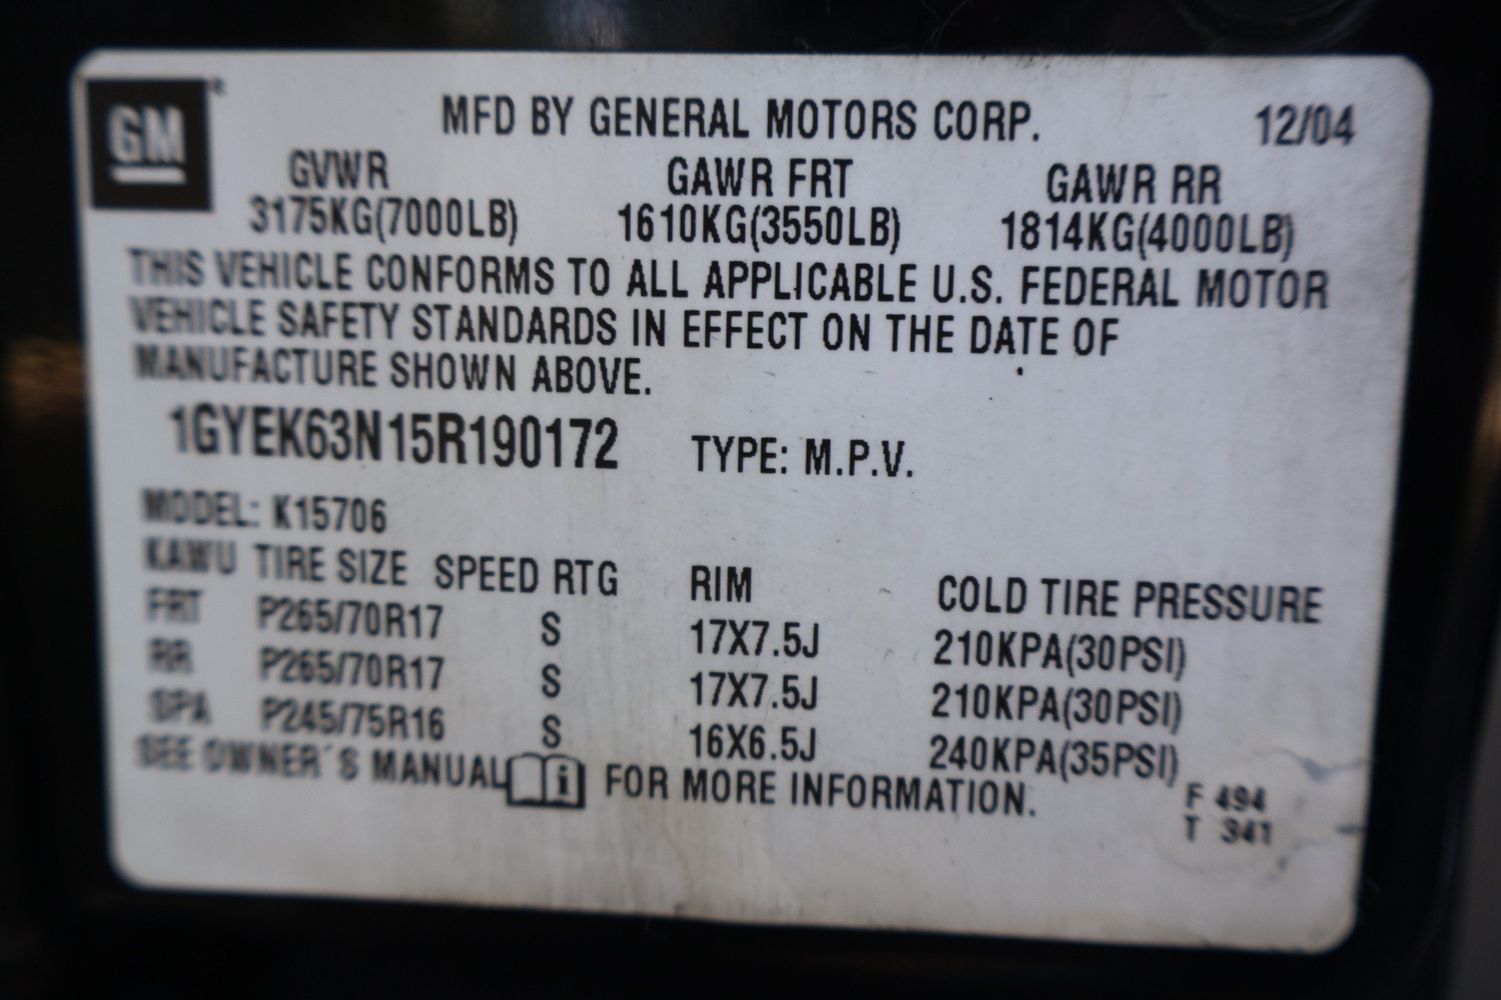 GM
MFD BY GENERAL MOTORS CORP. 12/04
GVWR GAWR FRT GAWR RR
3175KG(7000LB) 1610KG(3550LB) 1814KG(4000LB)
THIS VEHICLE CONFORMS TO ALL APPLICABLE U.S. FEDERAL MOTOR
VEHICLE SAFETY STANDARDS IN EFFECT ON THE DATE OF
MANUFACTURE SHOWN ABOVE.
1GYEK63N15R190172 TYPE: M.P.V.
MODEL: K15706
KAWU TIRE SIZE SPEED RTG RIM COLD TIRE PRESSURE
FRT P265/70R17 S 17X7.5J 210KPA(30PSI)
RR P265/70R17 S 17X7.5J 210KPA(30PSI)
SPA P245/75R16 S 16X6.5J 240KPA(35PSI)
SEE OWNER´S MANUAL FOR MORE INFORMATION.
F 494
T 341